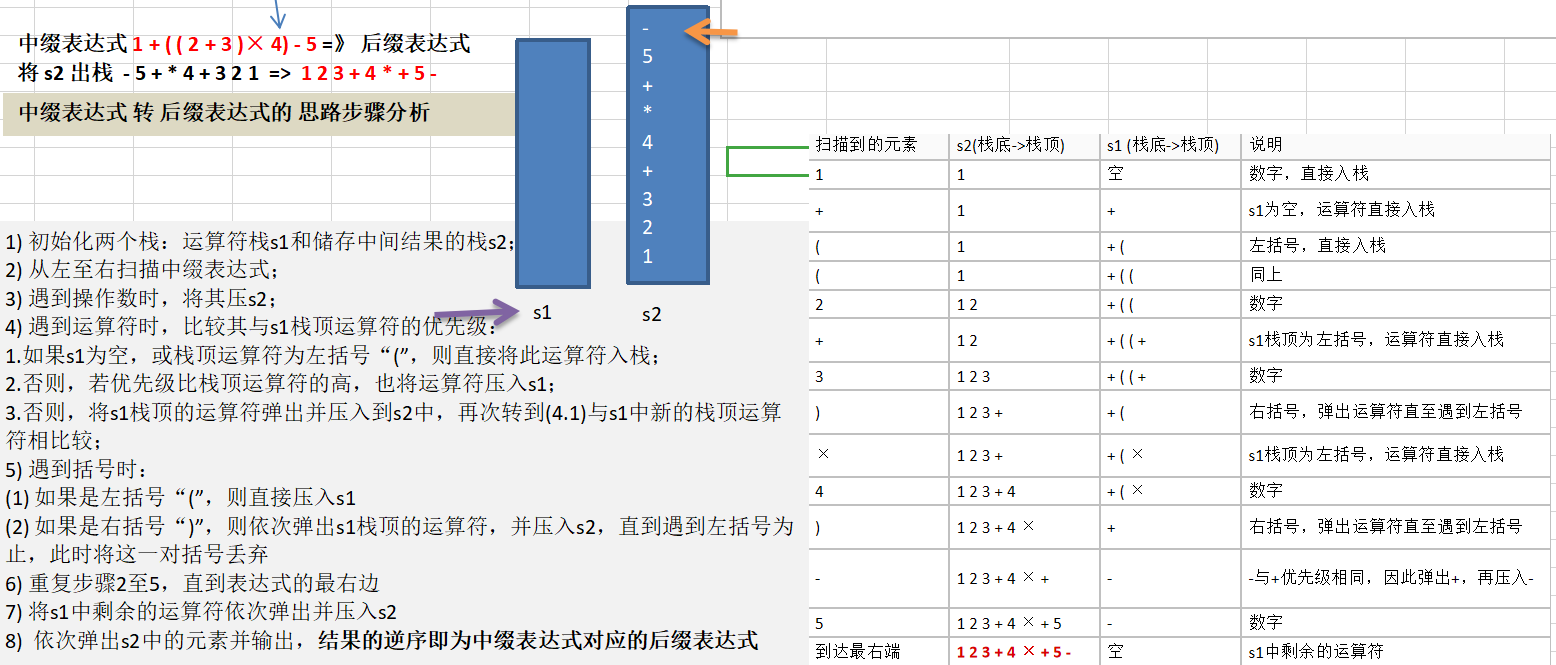 中缀表达式 1 + ( ( 2 + 3 )× 4) - 5 =》 后缀表达式
将 s2 出栈 - 5 + * 4 + 3 2 1 => 1 2 3 + 4 * + 5 -
中缀表达式 转 后缀表达式的 思路步骤分析
1) 初始化两个栈：运算符栈s1和储存中间结果的栈s2；
2) 从左至右扫描中缀表达式；
3) 遇到操作数时，将其压s2；
4) 遇到运算符时，比较其与s1栈顶运算符的优先级：
1.如果s1为空，或栈顶运算符为左括号“(”，则直接将此运算符入栈；
2.否则，若优先级比栈顶运算符的高，也将运算符压入s1；
3.否则，将s1栈顶的运算符弹出并压入到s2中，再次转到(4.1)与s1中新的栈顶运算
符相比较；
5) 遇到括号时：
(1) 如果是左括号“(”，则直接压入s1
(2) 如果是右括号“)”，则依次弹出s1栈顶的运算符，并压入s2，直到遇到左括号为
止，此时将这一对括号丢弃
6) 重复步骤2至5，直到表达式的最右边
7) 将s1中剩余的运算符依次弹出并压入s2
8) 依次弹出s2中的元素并输出，结果的逆序即为中缀表达式对应的后缀表达式
-
5
+
*
4
+
3
2
1
s1
s2
扫描到的元素 s2(栈底->栈顶) s1 (栈底->栈顶) 说明
1 1 空 数字，直接入栈
+ 1 + s1为空，运算符直接入栈
( 1 + ( 左括号，直接入栈
( 1 + ( ( 同上
2 1 2 + ( ( 数字
+ 1 2 + ( ( + s1栈顶为左括号，运算符直接入栈
3 1 2 3 + ( ( + 数字
) 1 2 3 + + ( 右括号，弹出运算符直至遇到左括号
× 1 2 3 + + ( × s1栈顶为左括号，运算符直接入栈
4 1 2 3 + 4 + ( × 数字
) 1 2 3 + 4 × + 右括号，弹出运算符直至遇到左括号
- 1 2 3 + 4 × + - -与+优先级相同，因此弹出+，再压入-
5 1 2 3 + 4 × + 5 - 数字
到达最右端 1 2 3 + 4 × + 5 - 空 s1中剩余的运算符